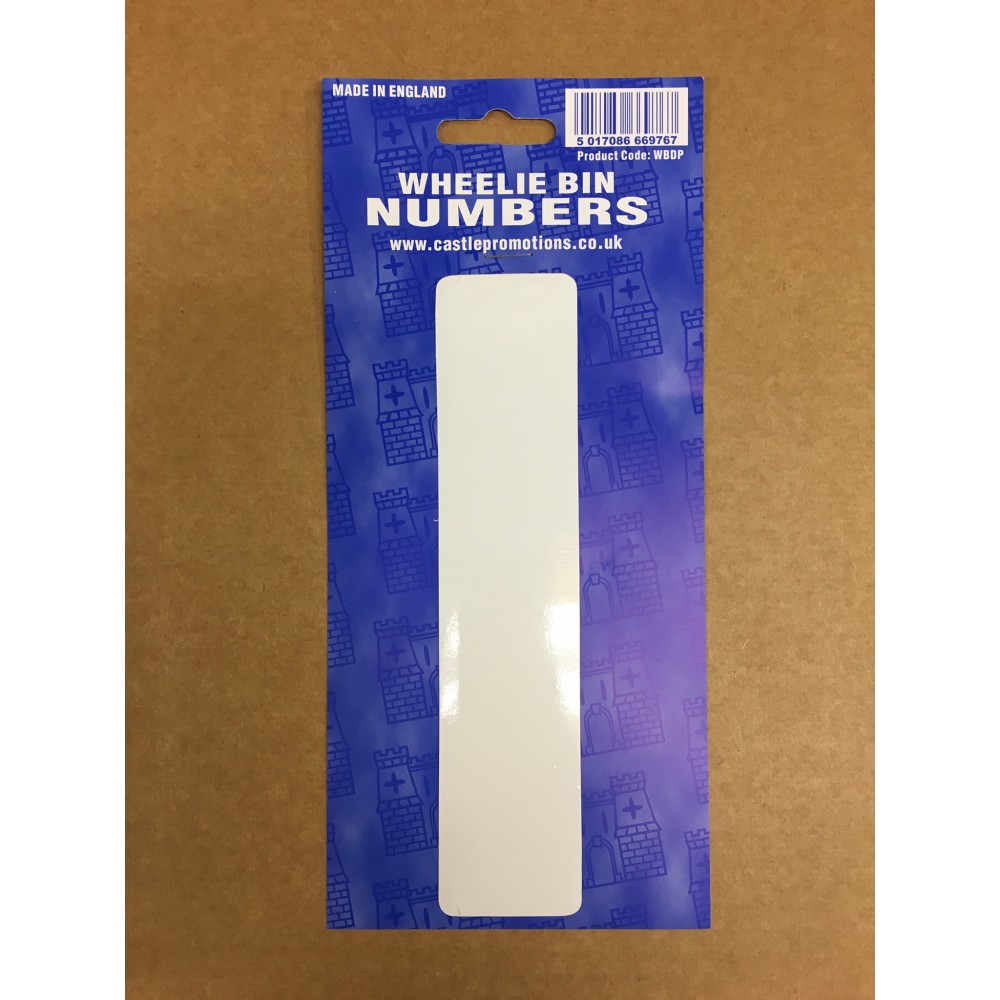 MADE IN ENGLAND
5 017086 669767
Product Code: WBDP
WHEELIE BIN
NUMBERS
www.castlepromotions.co.uk